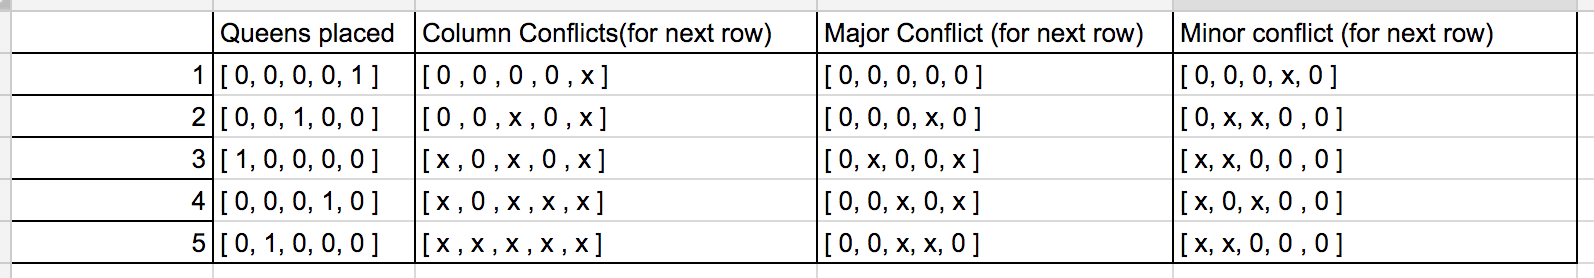 Queens placed Column Conflicts(for next row) Major Conflict (for next row) Minor conflict (for next row)
1 [ 0, 0, 0, 0, 1 ] [ 0 , 0 , 0 , 0 , x ] [ 0, 0, 0, 0, 0 ] [ 0, 0, 0, x, 0 ]
2 [ 0, 0, 1, 0, 0 ] [ 0 , 0 , x , 0 , x ] [ 0, 0, 0, x, 0 ] [ 0, x, x, 0 , 0 ]
3 [ 1, 0, 0, 0, 0 ] [ x , 0 , x , 0 , x ] [ 0, x, 0, 0, x ] [ x, x, 0, 0 , 0 ]
4 [ 0, 0, 0, 1, 0 ] [ x , 0 , x , x , x ] [ 0, 0, x, 0, x ] [ x, 0, x, 0 , 0 ]
5 [ 0, 1, 0, 0, 0 ] [ x , x , x , x , x ] [ 0, 0, x, x, 0 ] [ x, x, 0, 0 , 0 ]